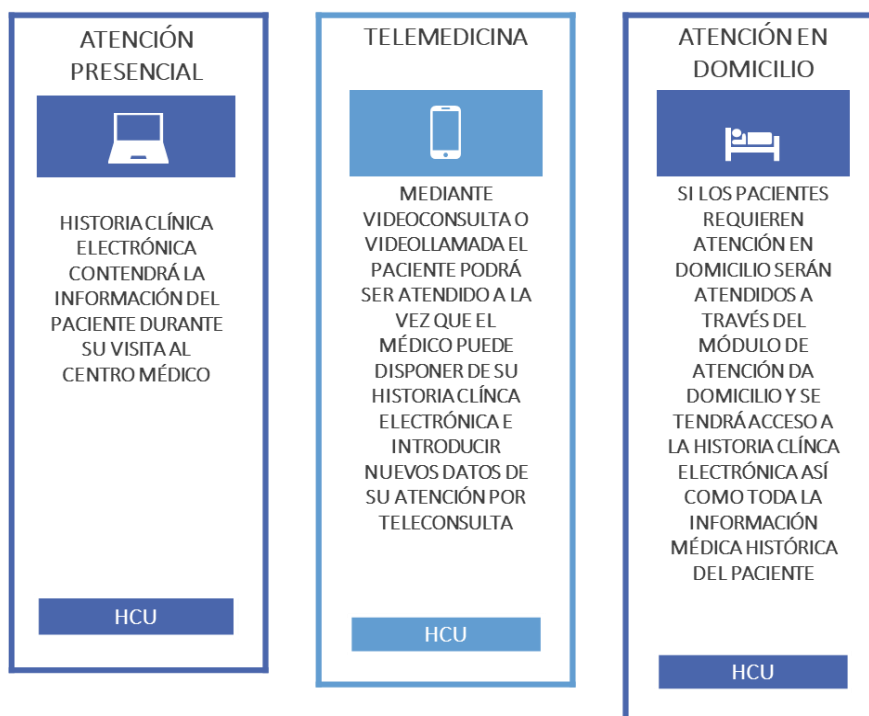 ATENCIÓN
PRESENCIAL
HISTORIA CLÍNICA
ELECTRÓNICA
CONTENDRÁ LA
INFORMACIÓN DEL
PACIENTE DURANTE
SU VISITA AL
CENTRO MÉDICO
HCU
TELEMEDICINA
MEDIANTE
VIDEOCONSULTA O
VIDEOLLAMADA EL
PACIENTE PODRÁ
SER ATENDIDO A LA
VEZ QUE EL
MÉDICO PUEDE
DISPONER DE SU
HISTORIA CLÍNCA
ELECTRÓNICA E
INTRODUCIR
NUEVOS DATOS DE
SU ATENCIÓN POR
TELECONSULTA
HCU
ATENCIÓN EN
DOMICILIO
SI LOS PACIENTES
REQUIEREN
ATENCIÓN EN
DOMICILIO SERÁN
ATENDIDOS A
TRAVÉS DEL
MÓDULO DE
ATENCIÓN DA
DOMICILIO Y SE
TENDRÁ ACCESO A
LA HISTORIA CLÍNCA
ELECTRÓNICA ASÍ
COMO TODA LA
INFORMACIÓN
MÉDICA HISTÓRICA
DEL PACIENTE
HCU